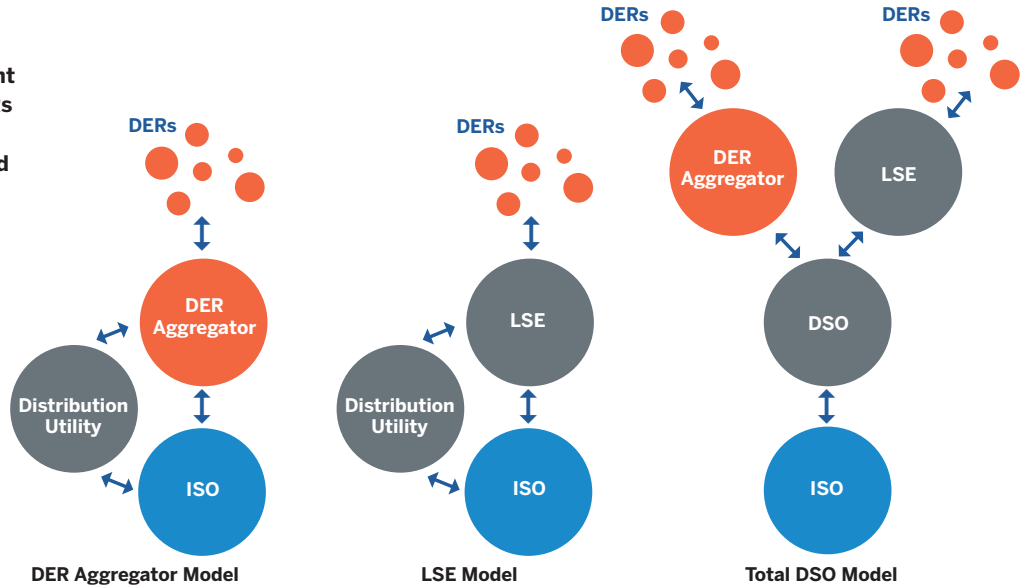 DERs
DERs
DER
Aggregator
LSE
DERs
DERs
DER
Aggregator
LSE
DSO
Distribution
Utility
Distribution
Utility
ISO
ISO
ISO
DER Aggregator Model
LSE Model
Total DSO Model